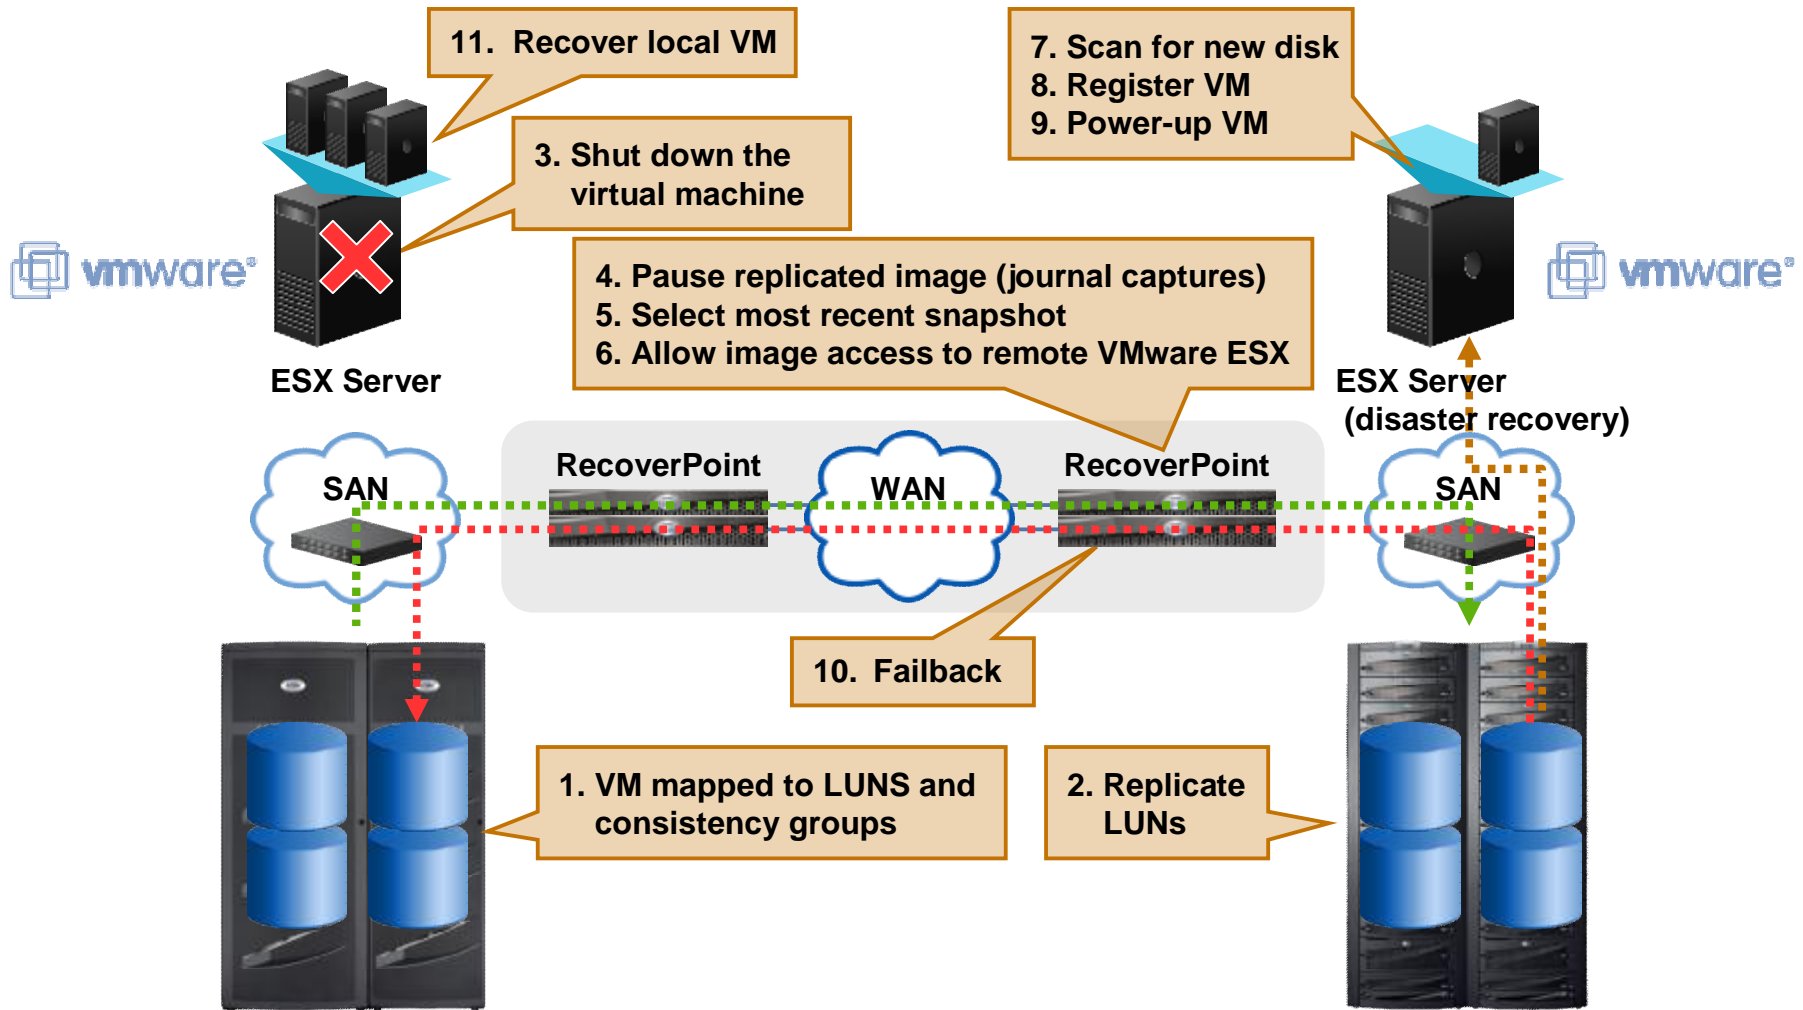 11. Recover local VM
7. Scan for new disk
8. Register VM
9. Power-up VM
3. Shut down the
virtual machine
vmware®
4. Pause replicated image (journal captures)
5. Select most recent snapshot
6. Allow image access to remote VMware ESX
vmware®
ESX Server
ESX Server
(disaster recovery)
SAN
RecoverPoint
WAN
RecoverPoint
SAN
10. Failback
1. VM mapped to LUNS and
consistency groups
2. Replicate
LUNs